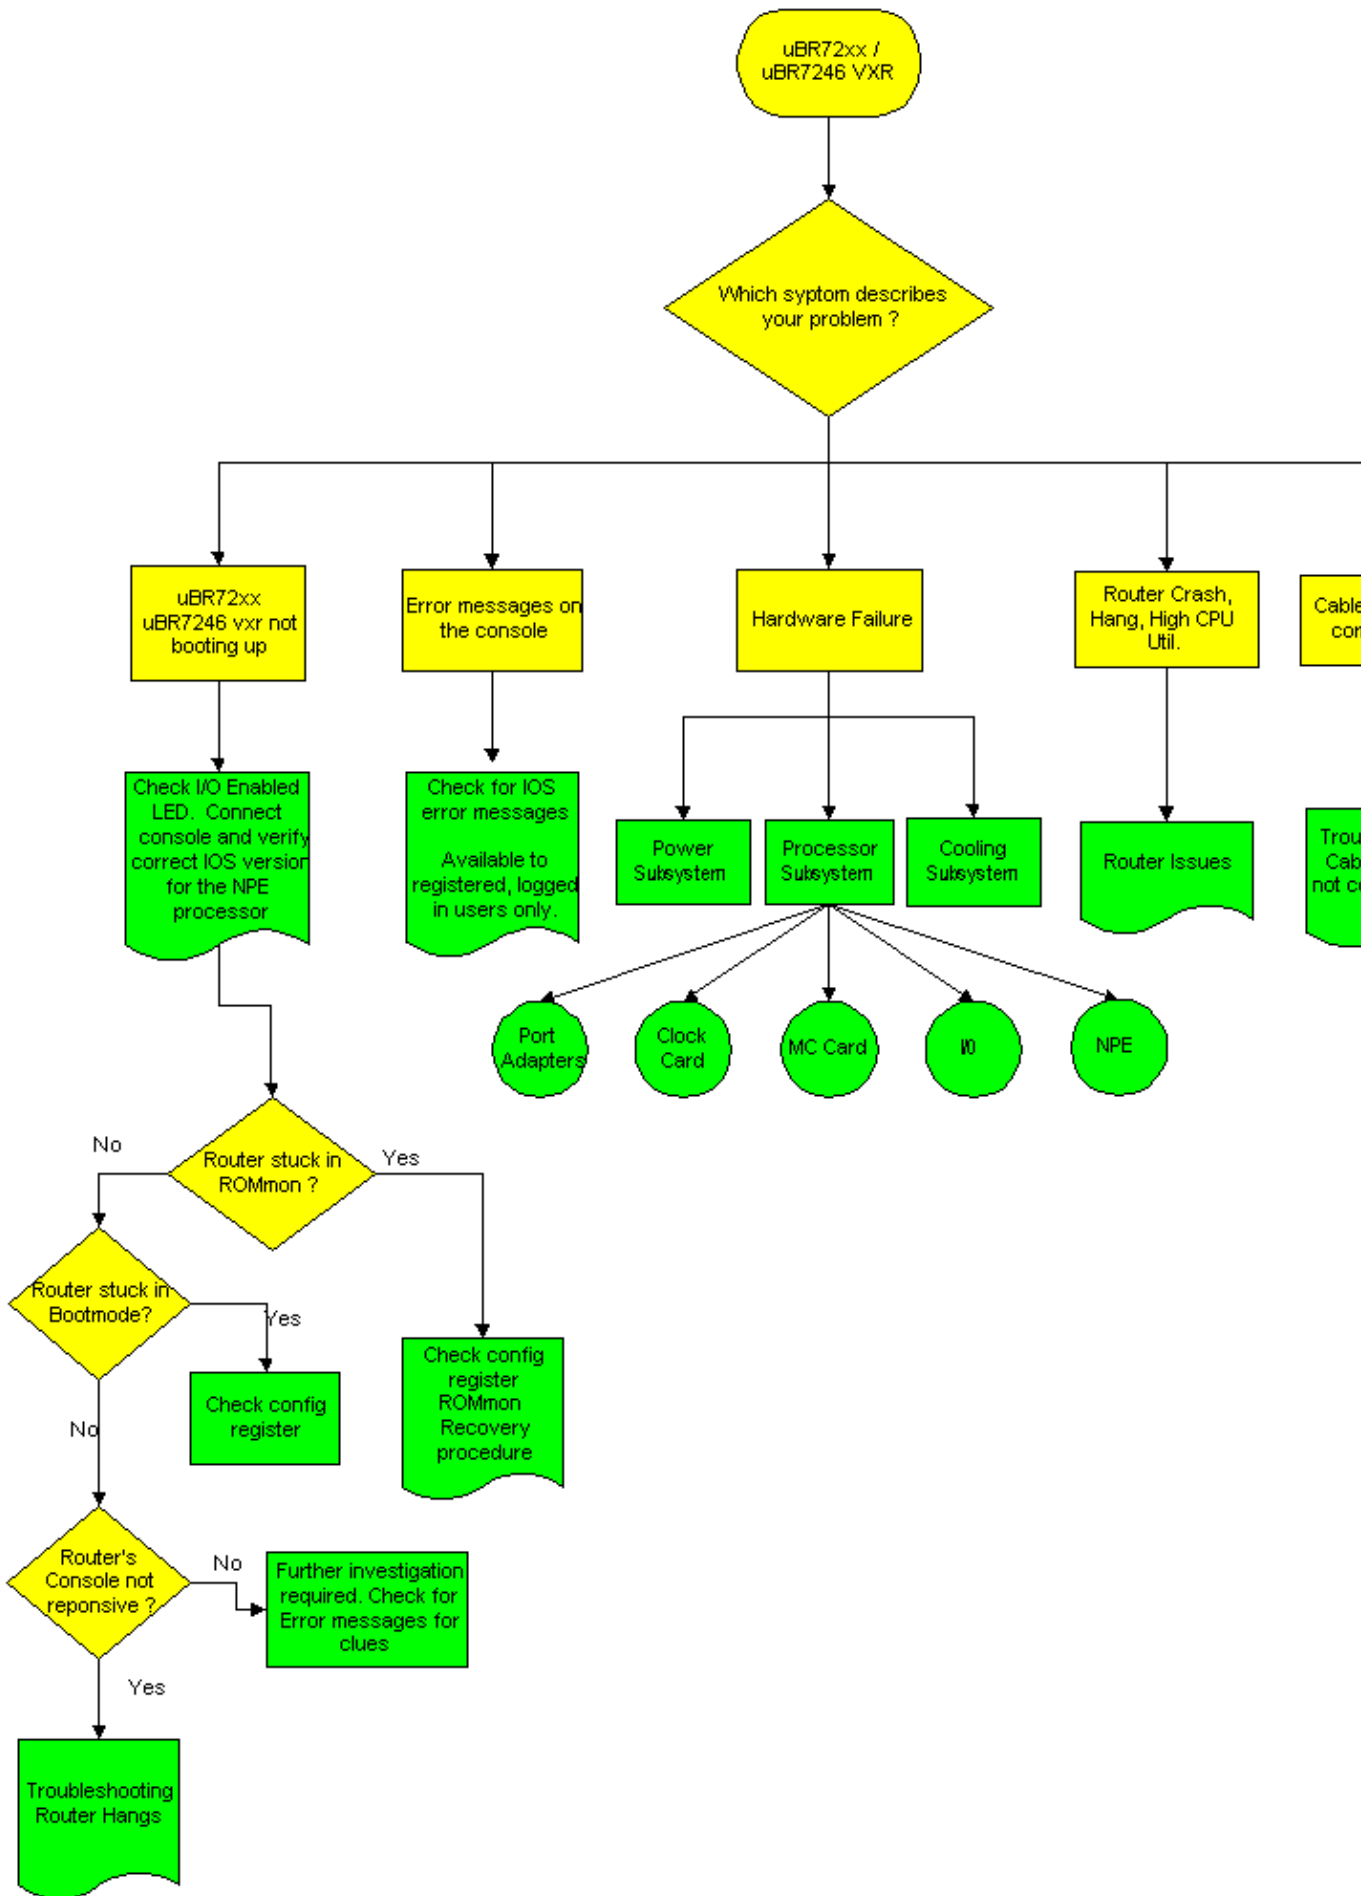 uBR72xx /
uBR7246 VXR
Which syptom describes
your problem ?
uBR72xx
uBR7246 vxr not
booting up
Error messages on
the console
Hardware Failure
Router Crash,
Hang, High CPU
Util.
Cable
Check I/O Enabled
LED. Connect
console and verify
correct IOS version
for the NPE
processor
Check for IOS
error messages
Available to
registered, logged
in users only.
Power
Subsystem
Processor
Subsystem
Cooling
Subsystem
Router Issues
not
Port
Adapters
Clock
Card
MC Card
I/0
NPE
No
Router stuck in
ROMmon ?
Yes
Router stuck in
Bootmode?
Yes
Check config
register
Check config
register
ROMmon
Recovery
procedure
No
Router's
Console not
reponsive ?
No
Further investigation
required. Check for
Error messages for
clues
Yes
Troubleshooting
Router Hangs